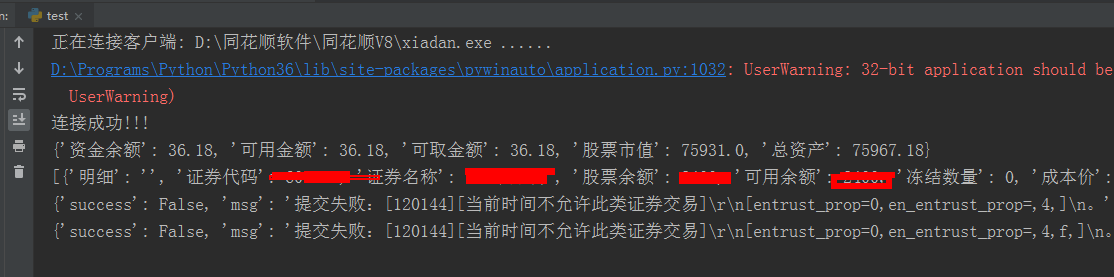 n:
test
正在连接客户端: D:\同花顺软件\同花顺V8\xiadan.exe ......
D:\Programs\Python\Python36\lib\site-packages\pywinauto\application.py:1032: UserWarning: 32-bit application should be
UserWarning)
连接成功!!!
{'资金余额': 36.18, '可用金额': 36.18, '可取金额': 36.18, '股票市值': 75931.0, '总资产': 75967.18}
[{'明细': '', '证券代码': '证券名称': '股票余额': '可用余额': '冻结数量': 0, '成本价':
{'success': False, 'msg': '提交失败: [120144][当前时间不允许此类证券交易]\r\n[entrust_prop=0,en_entrust_prop=,4,]\n。'
{'success': False, 'msg': '提交失败: [120144][当前时间不允许此类证券交易]\r\n[entrust_prop=0,en_entrust_prop=,4,f,]\n。